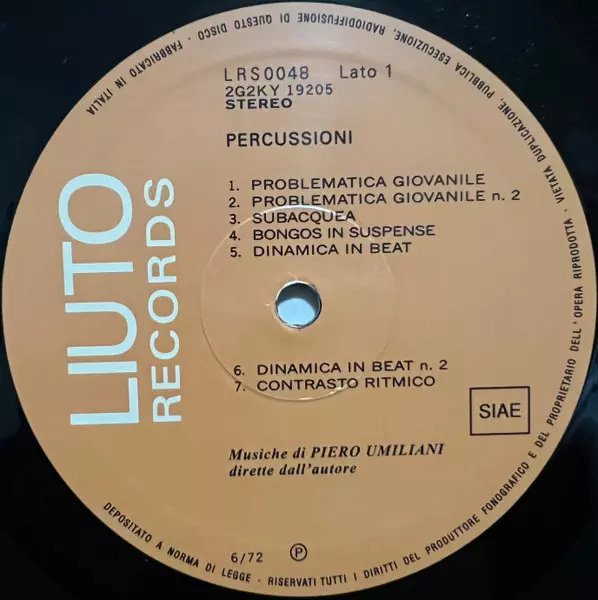 LRS0048 Lato 1
2G2KY 19205
STEREO
PERCUSSIONI
1. PROBLEMATICA GIOVANILE
2. PROBLEMATICA GIOVANILE n. 2
3. SUBACQUEA
4. BONGOS IN SUSPENSE
5. DINAMICA IN BEAT
6. DINAMICA IN BEAT n. 2
7. CONTRASTO RITMICO
LIUTO
RECORDS
SIAE
Musiche di PIERO UMILIANI
dirette dall'autore
6/72 Ⓟ
DEPOSITATO A NORMA DI LEGGE - RISERVATI TUTTI I DIRITTI DEL PRODUTTORE FONOGRAFICO E DEL PROPRIETARIO DELL'OPERA RIPRODOTTA - VIETATA DUPLICAZIONE, PUBBLICA ESECUZIONE, RADIODIFFUSIONE DI QUESTO DISCO - FABBRICATO IN ITALIA